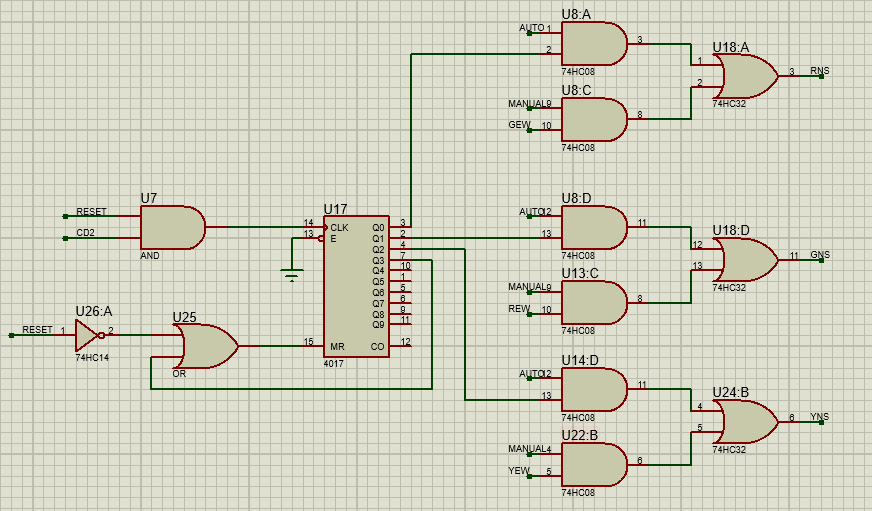 U8:A
AUTO 1
2
3
74HC08
U18:A
1
2
3
RNS
74HC32
U8:C
MANUAL 9
GEW 10
8
74HC08
U7
RESET
CD2
AND
U17
14 CLK
13 E
15 MR
Q0 3
Q1 2
Q2 4
Q3 7
Q4 10
Q5 1
Q6 5
Q7 6
Q8 9
Q9 11
CO 12
4017
U8:D
AUTO 12
13
11
74HC08
U18:D
12
13
11
GNS
74HC32
U13:C
MANUAL 9
REW 10
8
74HC08
U26:A
RESET 1
2
74HC14
U25
OR
U14:D
AUTO 12
13
11
74HC08
U24:B
4
5
6
YNS
74HC32
U22:B
MANUAL 4
YEW 5
6
74HC08